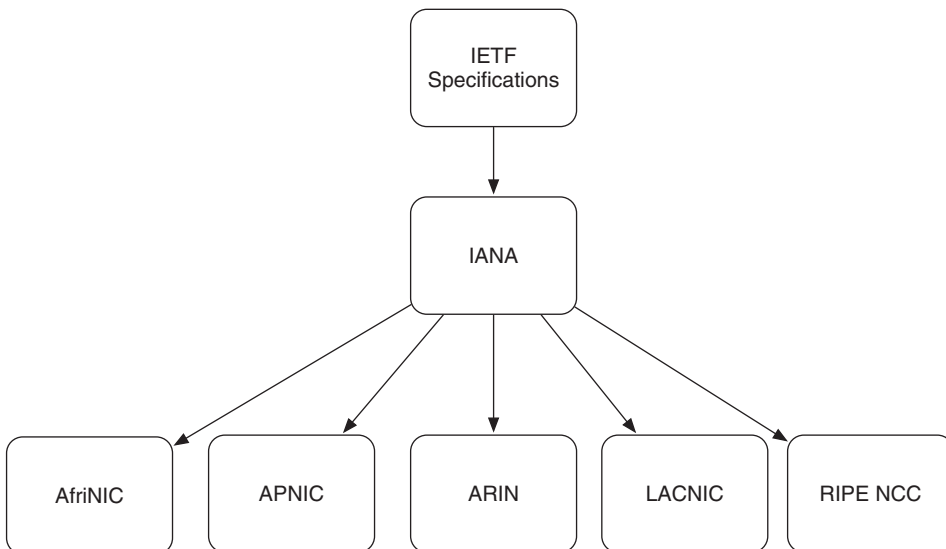 IETF
Specifications
IANA
AfriNIC
APNIC
ARIN
LACNIC
RIPE NCC